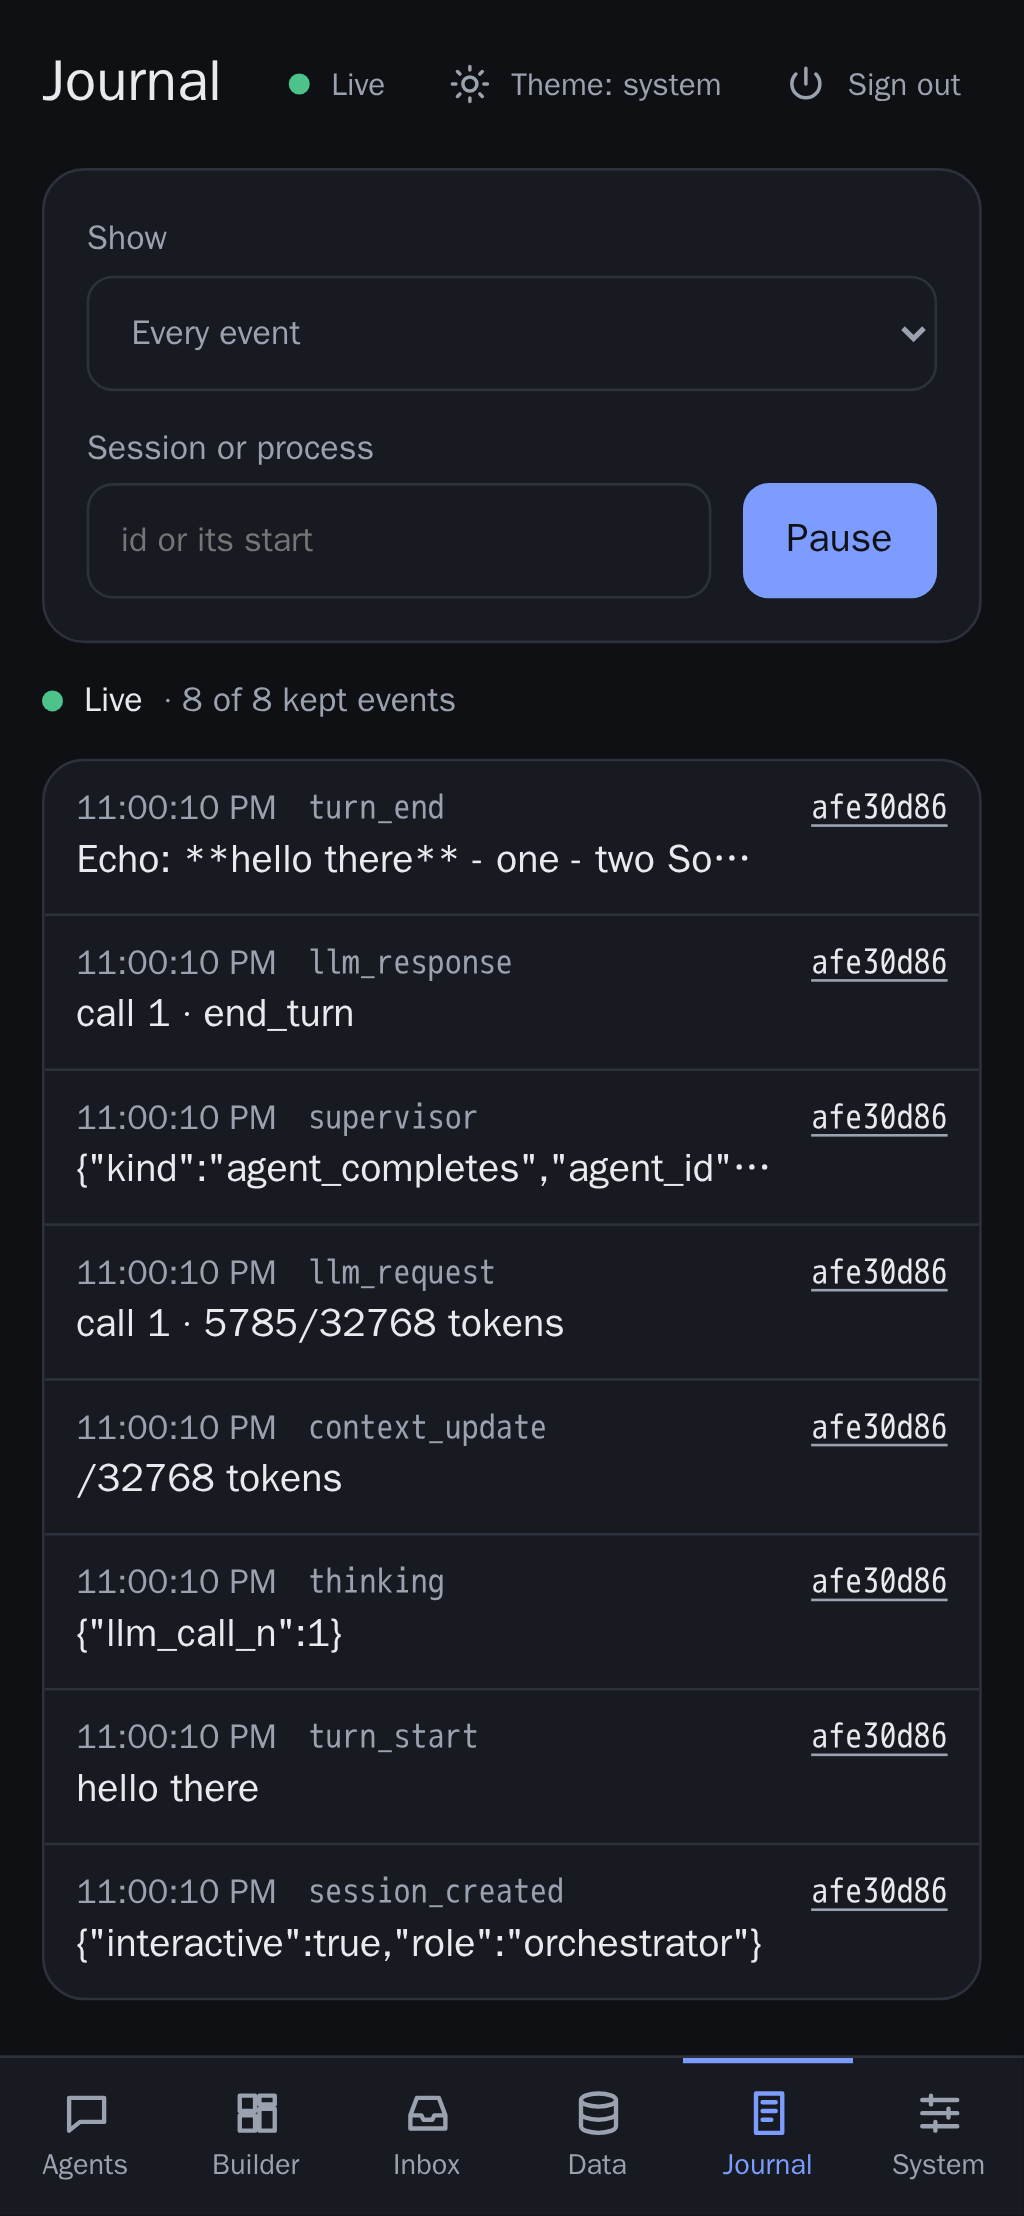 Journal Live Theme: system Sign out
Show
Every event
Session or process
id or its start Pause
Live · 8 of 8 kept events
11:00:10 PM turn_end afe30d86
Echo: **hello there** - one - two So···
11:00:10 PM llm_response afe30d86
call 1 · end_turn
11:00:10 PM supervisor afe30d86
{"kind":"agent_completes","agent_id"···
11:00:10 PM llm_request afe30d86
call 1 · 5785/32768 tokens
11:00:10 PM context_update afe30d86
/32768 tokens
11:00:10 PM thinking afe30d86
{"llm_call_n":1}
11:00:10 PM turn_start afe30d86
hello there
11:00:10 PM session_created afe30d86
{"interactive":true,"role":"orchestrator"}
Agents Builder Inbox Data Journal System